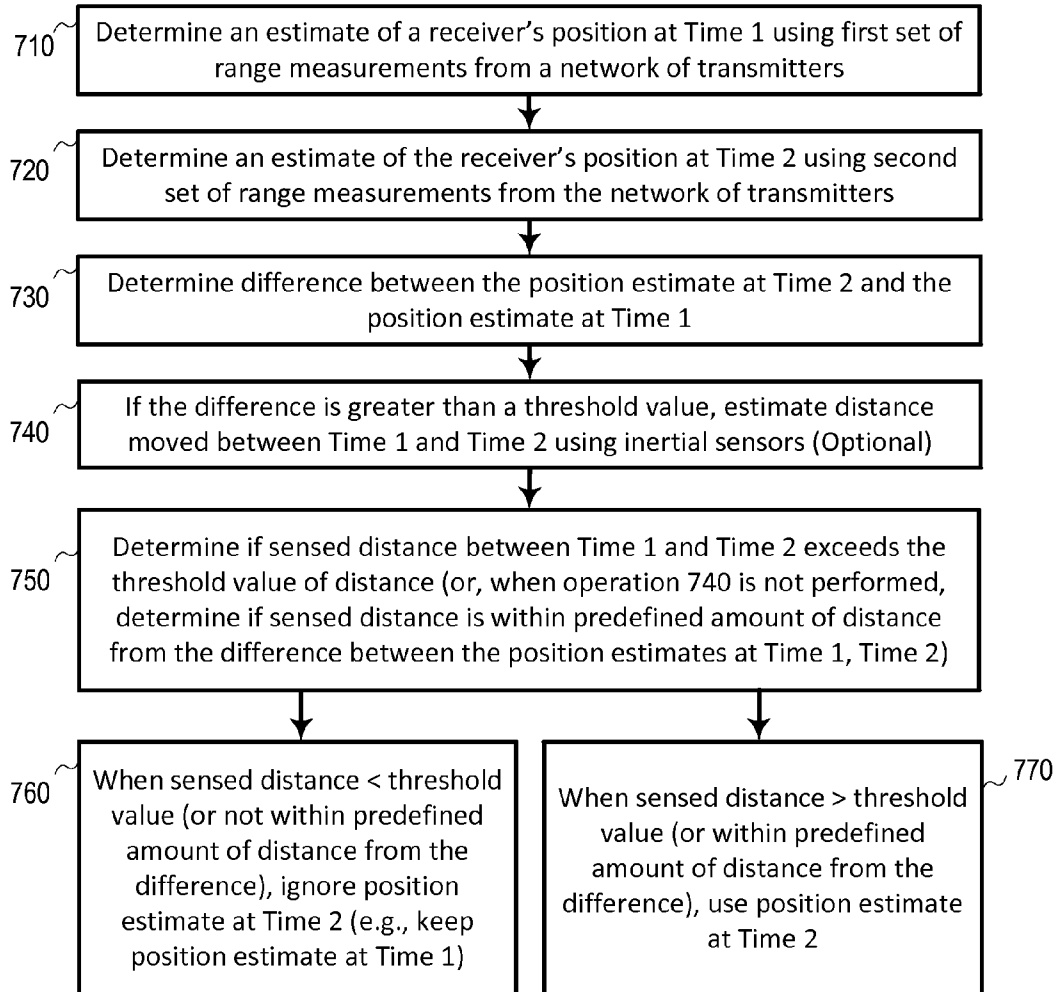 710
Determine an estimate of a receiver's position at Time 1 using first set of
range measurements from a network of transmitters
720
Determine an estimate of the receiver's position at Time 2 using second
set of range measurements from the network of transmitters
730
Determine difference between the position estimate at Time 2 and the
position estimate at Time 1
740
If the difference is greater than a threshold value, estimate distance
moved between Time 1 and Time 2 using inertial sensors (Optional)
750
Determine if sensed distance between Time 1 and Time 2 exceeds the
threshold value of distance (or, when operation 740 is not performed,
determine if sensed distance is within predefined amount of distance
from the difference between the position estimates at Time 1, Time 2)
760
When sensed distance < threshold
value (or not within predefined
amount of distance from the
difference), ignore position
estimate at Time 2 (e.g., keep
position estimate at Time 1)
770
When sensed distance > threshold
value (or within predefined
amount of distance from the
difference), use position estimate
at Time 2